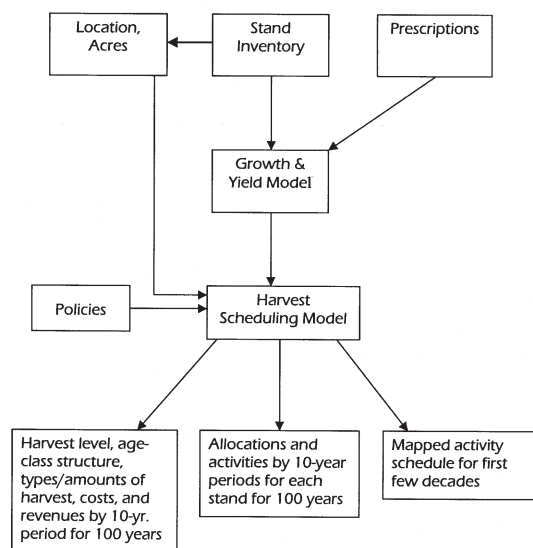 Location,
Acres
Stand
Inventory
Prescriptions
Growth &
Yield Model
Policies
Harvest
Scheduling Model
Harvest level, age-
class structure,
types/amounts of
harvest, costs, and
revenues by 10-yr.
period for 100 years
Allocations and
activities by 10-year
periods for each
stand for 100 years
Mapped activity
schedule for first
few decades